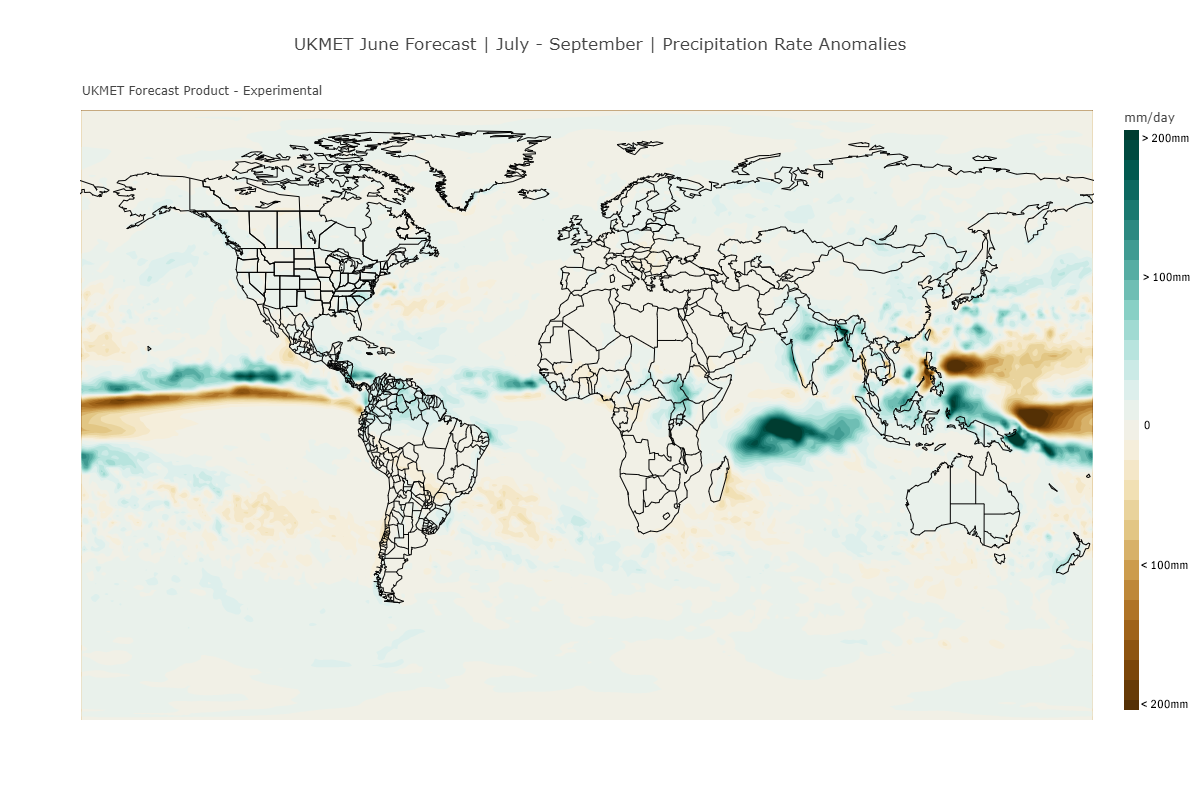 UKMET June Forecast | July - September | Precipitation Rate Anomalies
UKMET Forecast Product - Experimental
mm/day
> 200mm
> 100mm
0
< 100mm
< 200mm